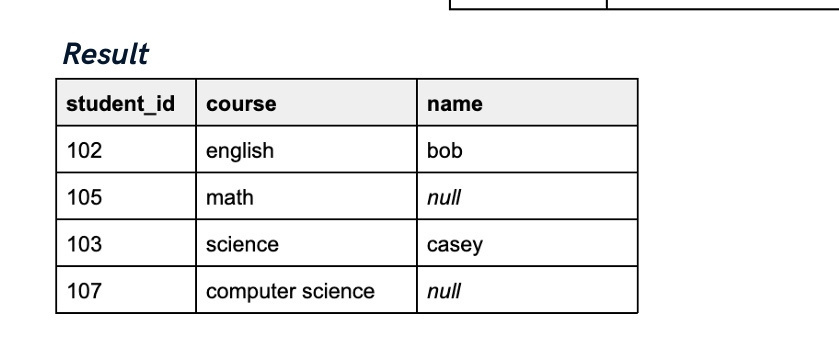 Result
student_id course name
102 english bob
105 math null
103 science casey
107 computer science null